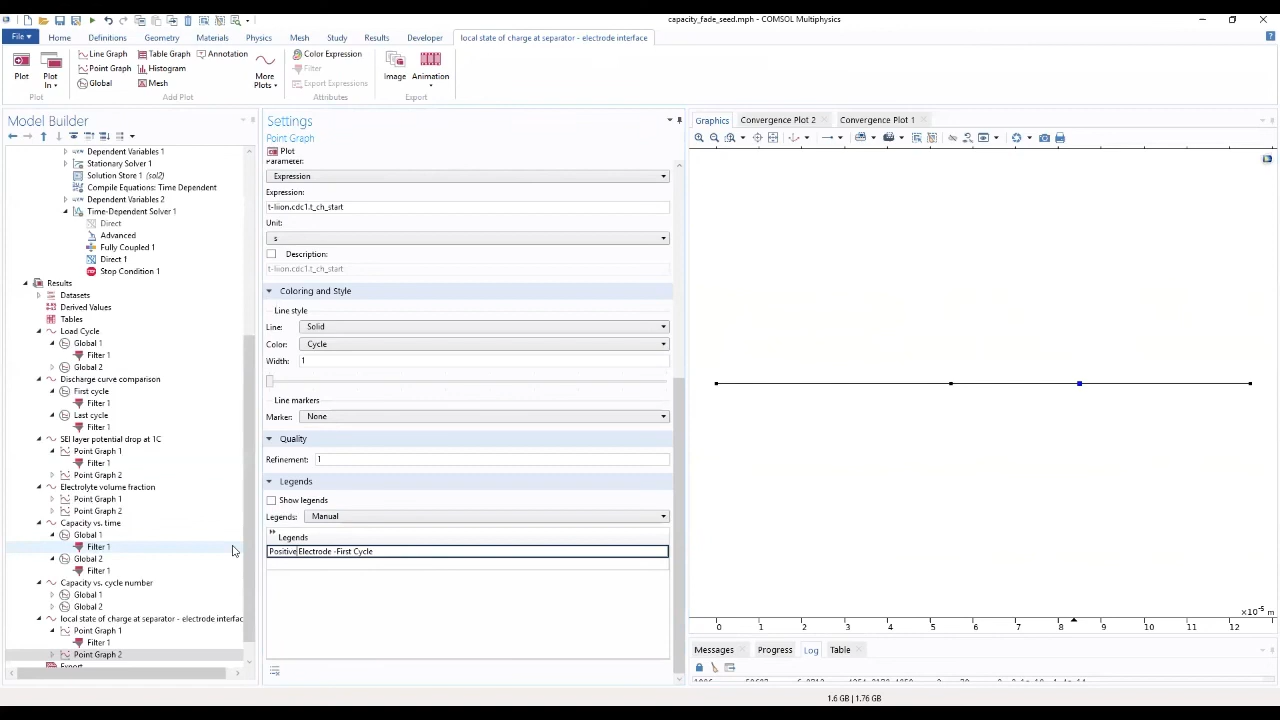 capacity_fade_seed.mph - COMSOL Multiphysics
File
Home
Definitions
Geometry
Materials
Physics
Mesh
Study
Results
Developer
local state of charge at separator - electrode interface
Plot
Plot In
Line Graph
Point Graph
Global
Table Graph
Histogram
Mesh
Annotation
More Plots
Color Expression
Filter
Export Expressions
Image
Animation
Plot
Add Plot
Attributes
Export
Model Builder
Dependent Variables 1
Stationary Solver 1
Solution Store 1 (sol2)
Compile Equations: Time Dependent
Dependent Variables 2
Time-Dependent Solver 1
Direct
Advanced
Fully Coupled 1
Direct 1
Stop Condition 1
Results
Datasets
Derived Values
Tables
Load Cycle
Global 1
Filter 1
Global 2
Discharge curve comparison
First cycle
Filter 1
Last cycle
Filter 1
SEI layer potential drop at 1C
Point Graph 1
Filter 1
Point Graph 2
Electrolyte volume fraction
Point Graph 1
Point Graph 2
Capacity vs. time
Global 1
Filter 1
Global 2
Filter 1
Capacity vs. cycle number
Global 1
Global 2
local state of charge at separator - electrode interfac
Point Graph 1
Filter 1
Point Graph 2
Export
Settings
Point Graph
Plot
Parameter:
Expression
Expression:
t-liion.cdc1.t_ch_start
Unit:
s
Description:
t-liion.cdc1.t_ch_start
Coloring and Style
Line style
Line: Solid
Color: Cycle
Width: 1
Line markers
Marker: None
Quality
Refinement: 1
Legends
Show legends
Legends: Manual
Legends
Positive Electrode -First Cycle
Graphics
Convergence Plot 2
Convergence Plot 1
×10⁻⁵ m
0 1 2 3 4 5 6 7 8 9 10 11 12
Messages
Progress
Log
Table
1.6 GB | 1.76 GB